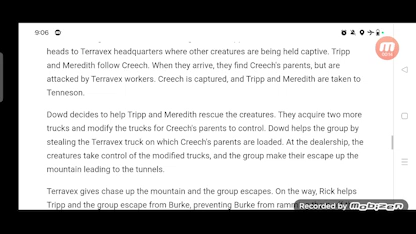 9:06
heads to Terravex headquarters where other creatures are being held captive. Tripp
and Meredith follow Creech. When they arrive, they find Creech's parents, but are
attacked by Terravex workers. Creech is captured, and Tripp and Meredith are taken to
Tenneson.
Dowd decides to help Tripp and Meredith rescue the creatures. They acquire two more
trucks and modify the trucks for Creech's parents to control. Dowd helps the group by
stealing the Terravex truck on which Creech's parents are loaded. At the dealership, the
creatures take control of the modified trucks, and the group make their escape up the
mountain leading to the tunnels.
Terravex gives chase up the mountain and the group escapes. On the way, Rick helps
Tripp and the group escape from Burke, preventing Burke from
Recorded by Mobizen